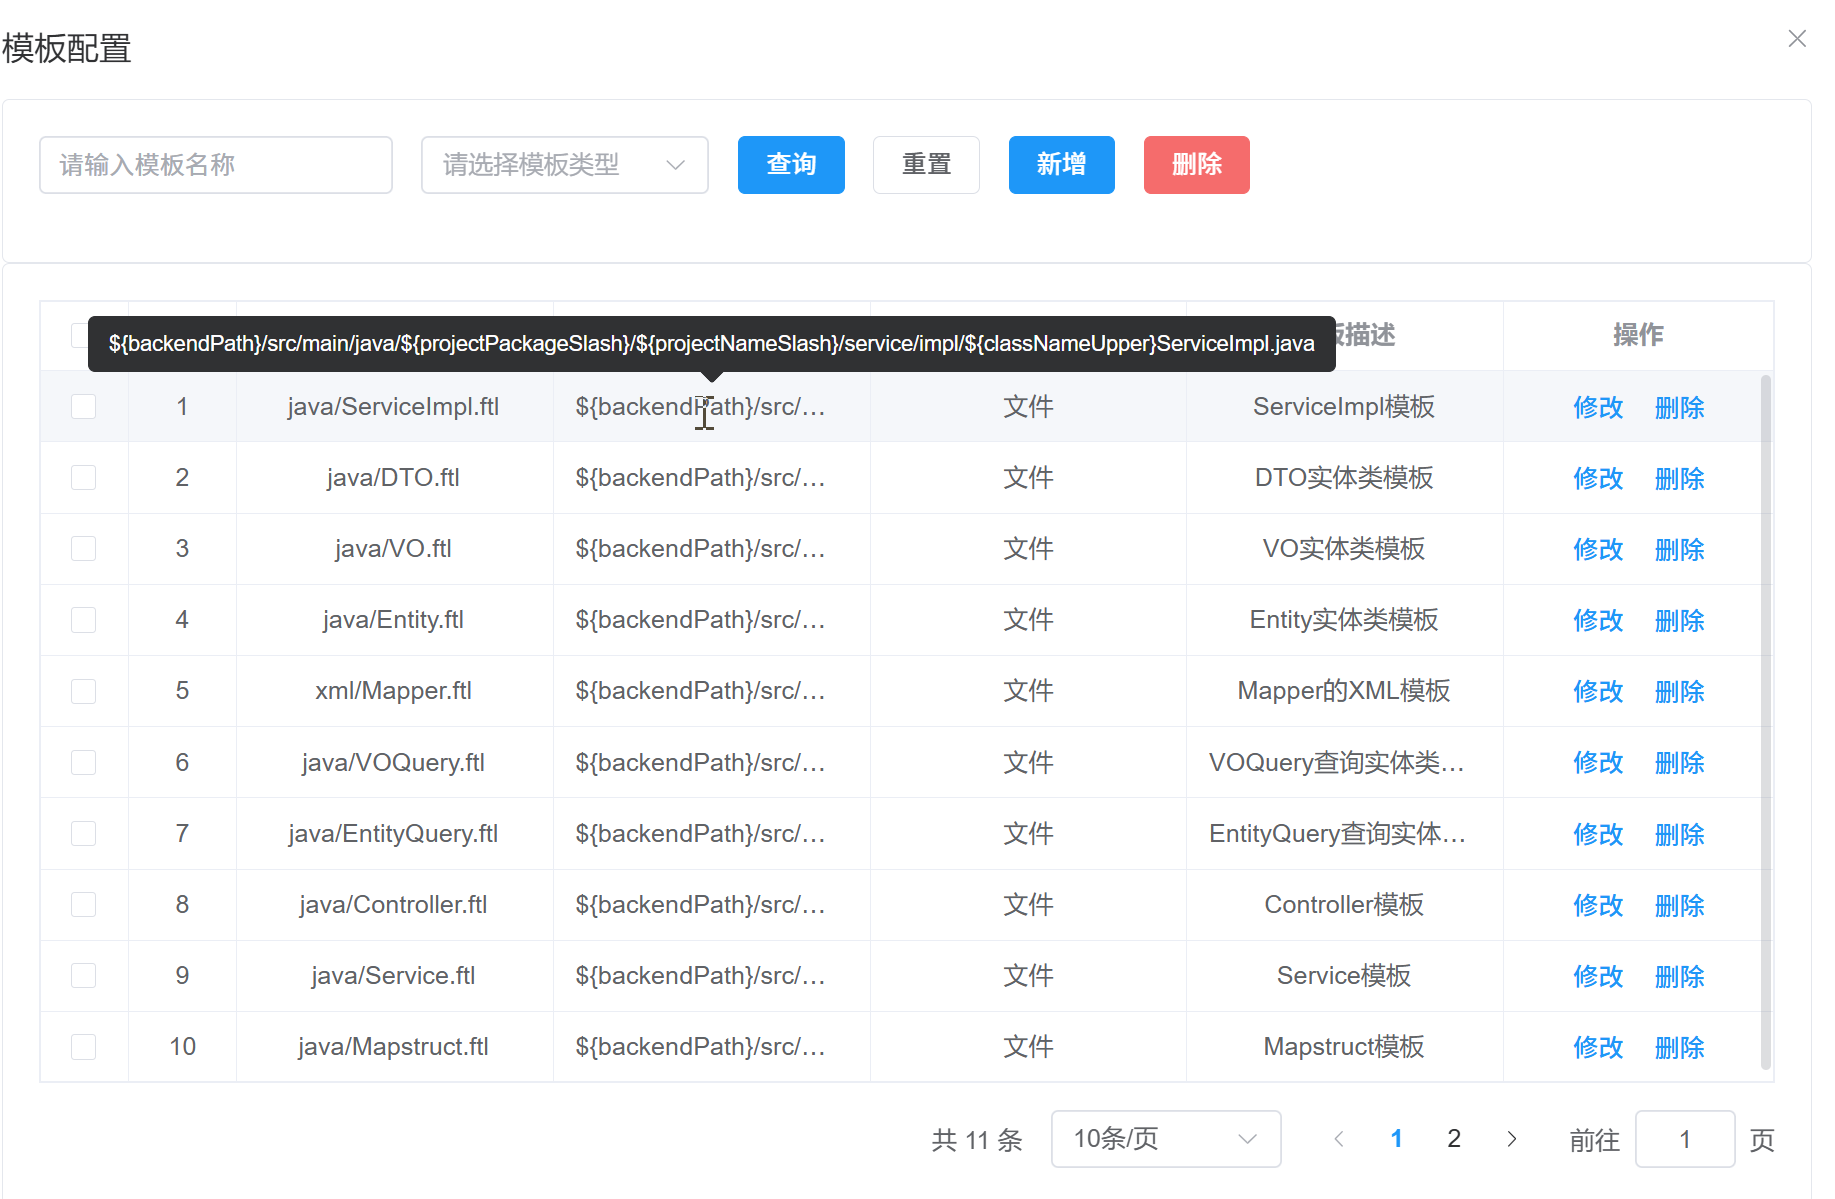 模板配置
请输入模板名称 请选择模板类型 查询 重置 新增 删除
${backendPath}/src/main/java/${projectPackageSlash}/${projectNameSlash}/service/impl/${classNameUpper}ServiceImpl.java 描述 操作
1 java/ServiceImpl.ftl ${backendPath}/src/… 文件 ServiceImpl模板 修改 删除
2 java/DTO.ftl ${backendPath}/src/… 文件 DTO实体类模板 修改 删除
3 java/VO.ftl ${backendPath}/src/… 文件 VO实体类模板 修改 删除
4 java/Entity.ftl ${backendPath}/src/… 文件 Entity实体类模板 修改 删除
5 xml/Mapper.ftl ${backendPath}/src/… 文件 Mapper的XML模板 修改 删除
6 java/VOQuery.ftl ${backendPath}/src/… 文件 VOQuery查询实体类… 修改 删除
7 java/EntityQuery.ftl ${backendPath}/src/… 文件 EntityQuery查询实体… 修改 删除
8 java/Controller.ftl ${backendPath}/src/… 文件 Controller模板 修改 删除
9 java/Service.ftl ${backendPath}/src/… 文件 Service模板 修改 删除
10 java/Mapstruct.ftl ${backendPath}/src/… 文件 Mapstruct模板 修改 删除
共 11 条 10条/页 1 2 前往 1 页